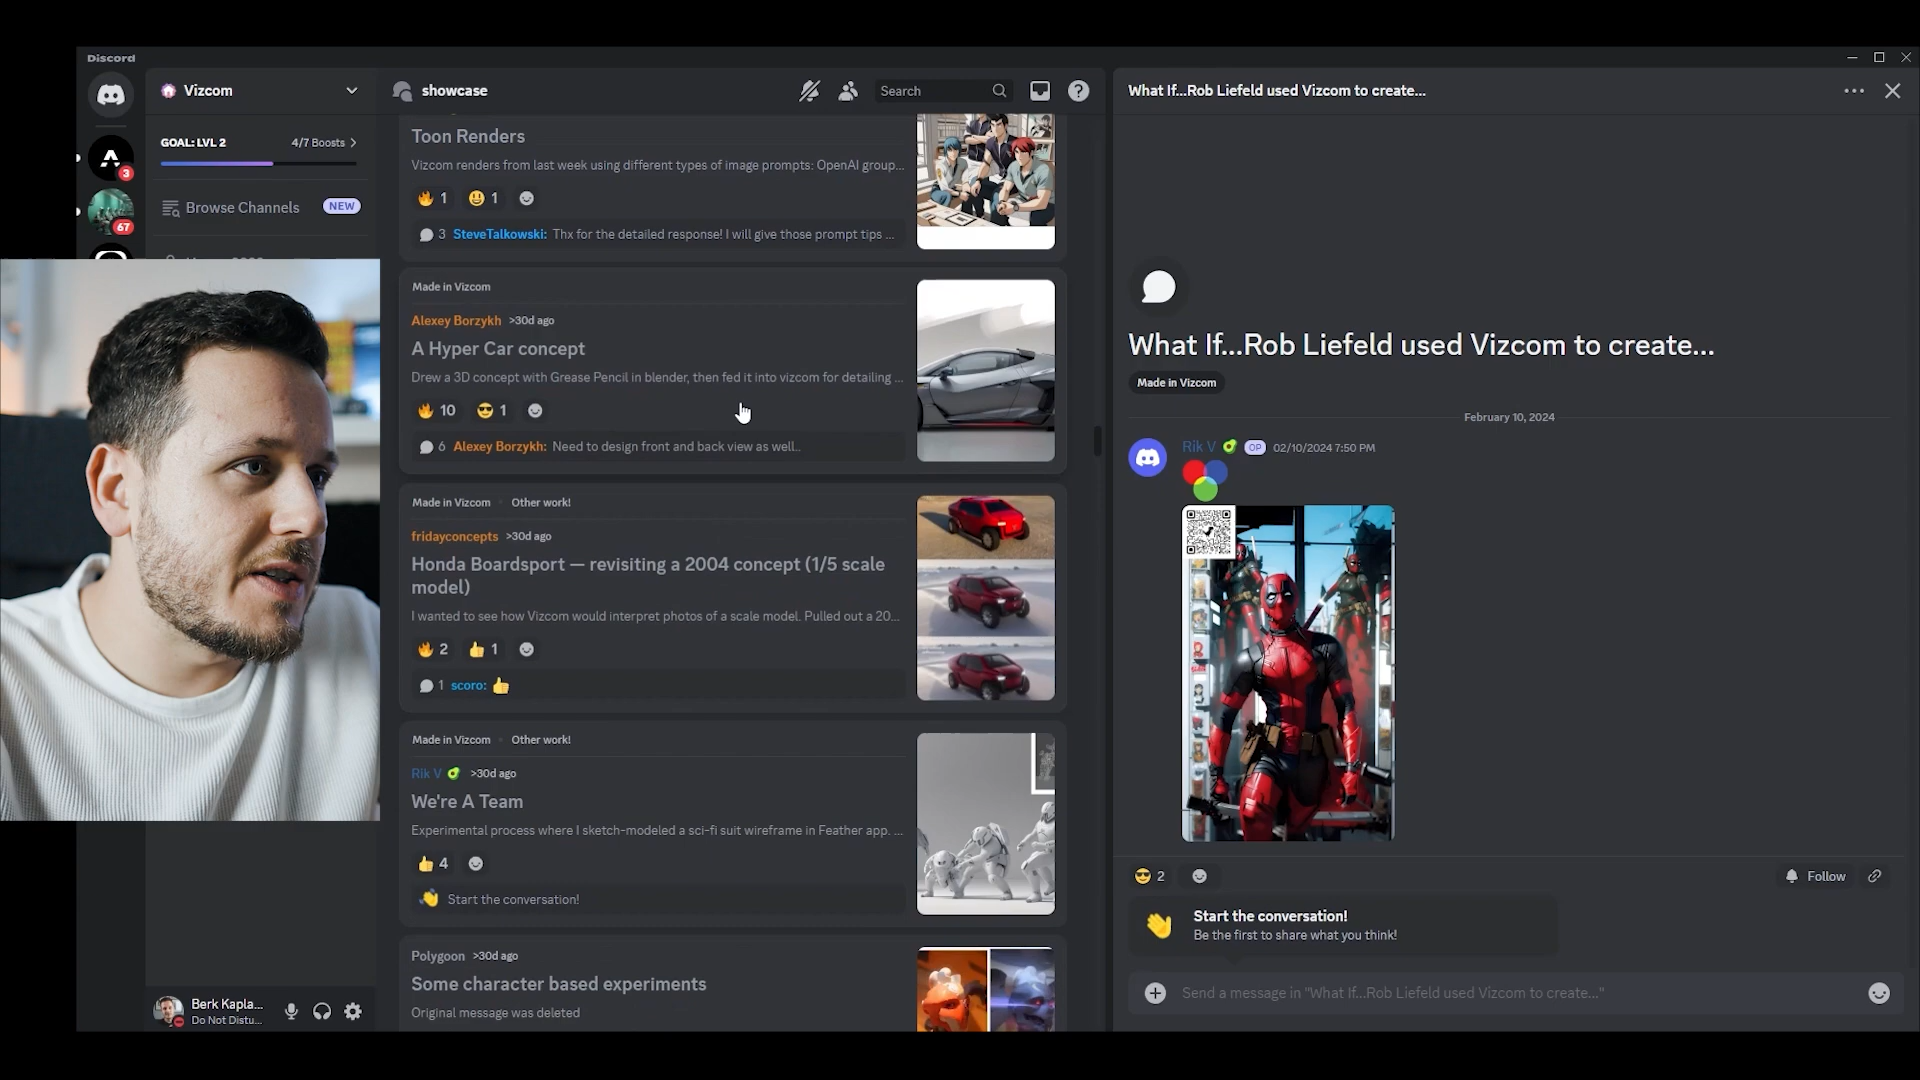 Discord
Vizcom
GOAL: LVL 2
4/7 Boosts
Browse Channels
NEW
3
67
showcase
Search
Toon Renders
Vizcom renders from last week using different types of image prompts: OpenAI group...
1
1
3 SteveTalkowski: Thx for the detailed response! I will give those prompt tips ...
Made in Vizcom
Alexey Borzykh >30d ago
A Hyper Car concept
Drew a 3D concept with Grease Pencil in blender, then fed it into vizcom for detailing ...
10
1
6 Alexey Borzykh: Need to design front and back view as well..
Made in Vizcom
Other work!
fridayconcepts >30d ago
Honda Boardsport — revisiting a 2004 concept (1/5 scale
model)
I wanted to see how Vizcom would interpret photos of a scale model. Pulled out a 20...
2
1
1 scoro:
Made in Vizcom
Other work!
Rik V >30d ago
We're A Team
Experimental process where I sketch-modeled a sci-fi suit wireframe in Feather app. ...
4
Start the conversation!
Polygoon >30d ago
Some character based experiments
Original message was deleted
Berk Kapla...
Do Not Distu...
What If...Rob Liefeld used Vizcom to create...
What If...Rob Liefeld used Vizcom to create...
Made in Vizcom
February 10, 2024
Rik V OP 02/10/2024 7:50 PM
2
Follow
Start the conversation!
Be the first to share what you think!
Send a message in "What If...Rob Liefeld used Vizcom to create..."